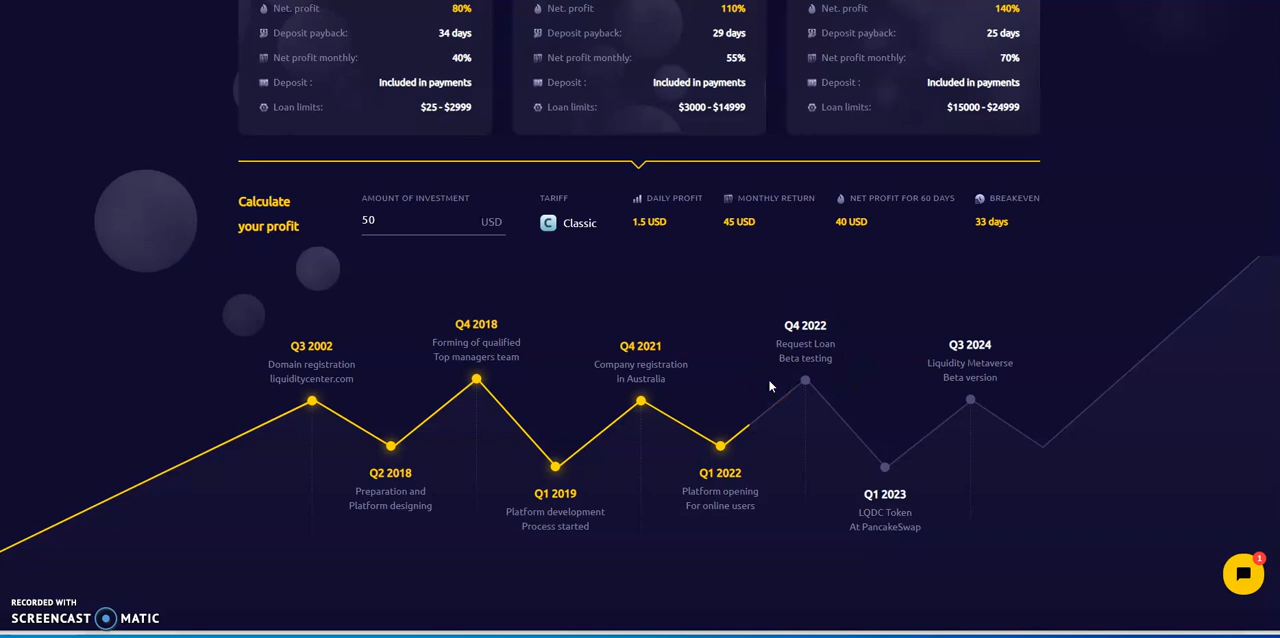 Net. profit 80% Net. profit 110% Net. profit 140%
Deposit payback: 34 days Deposit payback: 29 days Deposit payback: 25 days
Net profit monthly: 40% Net profit monthly: 55% Net profit monthly: 70%
Deposit : Included in payments Deposit : Included in payments Deposit : Included in payments
Loan limits: $25 - $2999 Loan limits: $3000 - $14999 Loan limits: $15000 - $24999
Calculate
your profit
AMOUNT OF INVESTMENT
50 USD
TARIFF
C Classic
DAILY PROFIT
1.5 USD
MONTHLY RETURN
45 USD
NET PROFIT FOR 60 DAYS
40 USD
BREAKEVEN
33 days
Q3 2002
Domain registration
liquiditycenter.com
Q2 2018
Preparation and
Platform designing
Q4 2018
Forming of qualified
Top managers team
Q1 2019
Platform development
Process started
Q4 2021
Company registration
in Australia
Q1 2022
Platform opening
For online users
Q4 2022
Request Loan
Beta testing
Q1 2023
LQDC Token
At PancakeSwap
Q3 2024
Liquidity Metaverse
Beta version
1
RECORDED WITH
SCREENCAST MATIC